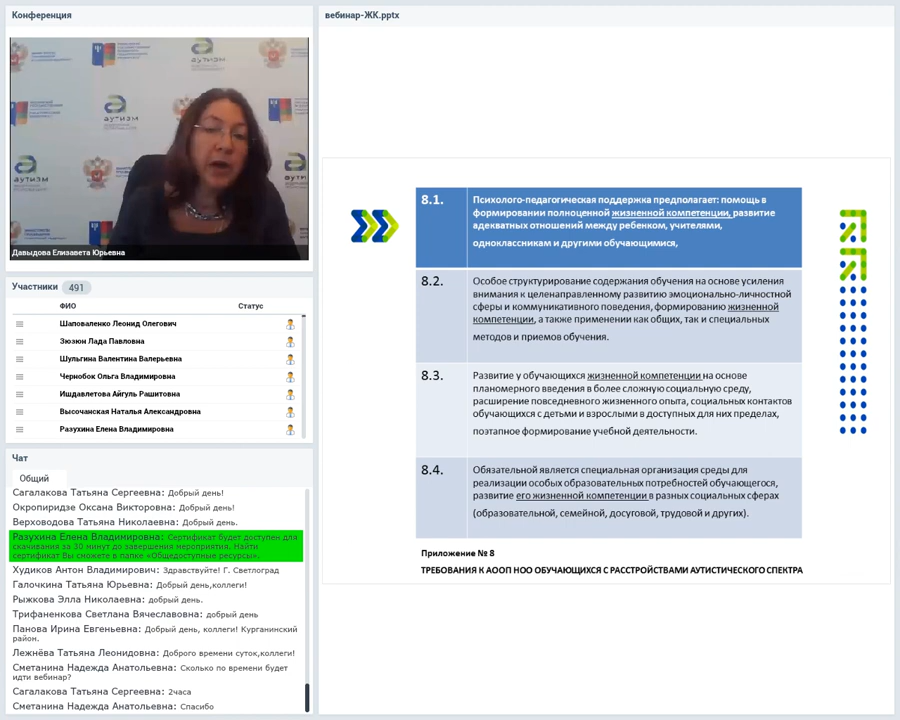 Конференция
аутизм
аутизм
Давыдова Елизавета Юрьевна
Участники 491
ФИО Статус
Шаповаленко Леонид Олегович
Зюзюн Лада Павловна
Шульгина Валентина Валерьевна
Чернобок Ольга Владимировна
Ишдавлетова Айгуль Рашитовна
Высочанская Наталья Александровна
Разухина Елена Владимировна
Чат
Общий
Сагалакова Татьяна Сергеевна: Добрый день!
Окропиридзе Оксана Викторовна: Добрый день!
Верховодова Татьяна Николаевна: Добрый день.
Разухина Елена Владимировна: Сертификат будет доступен для
скачивания за 30 минут до завершения мероприятия. Найти
сертификат Вы сможете в папке «Общедоступные ресурсы».
Худиков Антон Владимирович: Здравствуйте! Г. Светлоград
Галочкина Татьяна Юрьевна: Добрый день,коллеги!
Рыжкова Элла Николаевна: добрый день.
Трифаненкова Светлана Вячеславовна: добрый день
Панова Ирина Евгеньевна: Добрый день, коллеги! Курганинский
район.
Лежнёва Татьяна Леонидовна: Доброго времени суток,коллеги!
Сметанина Надежда Анатольевна: Сколько по времени будет
идти вебинар?
Сагалакова Татьяна Сергеевна: 2часа
Сметанина Надежда Анатольевна: Спасибо
вебинар-ЖК.pptx
8.1. Психолого-педагогическая поддержка предполагает: помощь в
формировании полноценной жизненной компетенции, развитие
адекватных отношений между ребенком, учителями,
одноклассникам и другими обучающимися,
8.2. Особое структурирование содержания обучения на основе усиления
внимания к целенаправленному развитию эмоционально-личностной
сферы и коммуникативного поведения, формированию жизненной
компетенции, а также применении как общих, так и специальных
методов и приемов обучения.
8.3. Развитие у обучающихся жизненной компетенции на основе
планомерного введения в более сложную социальную среду,
расширение повседневного жизненного опыта, социальных контактов
обучающихся с детьми и взрослыми в доступных для них пределах,
поэтапное формирование учебной деятельности.
8.4. Обязательной является специальная организация среды для
реализации особых образовательных потребностей обучающегося,
развитие его жизненной компетенции в разных социальных сферах
(образовательной, семейной, досуговой, трудовой и других).
Приложение № 8
ТРЕБОВАНИЯ К АООП НОО ОБУЧАЮЩИХСЯ С РАССТРОЙСТВАМИ АУТИСТИЧЕСКОГО СПЕКТРА